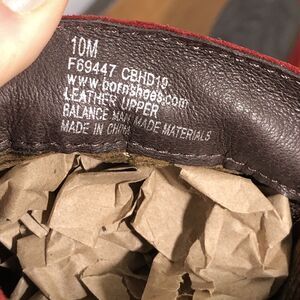 10M
F69447 CBHD19
www.bornshoes.com
LEATHER UPPER
BALANCE MAN MADE MATERIALS
MADE IN CHINA